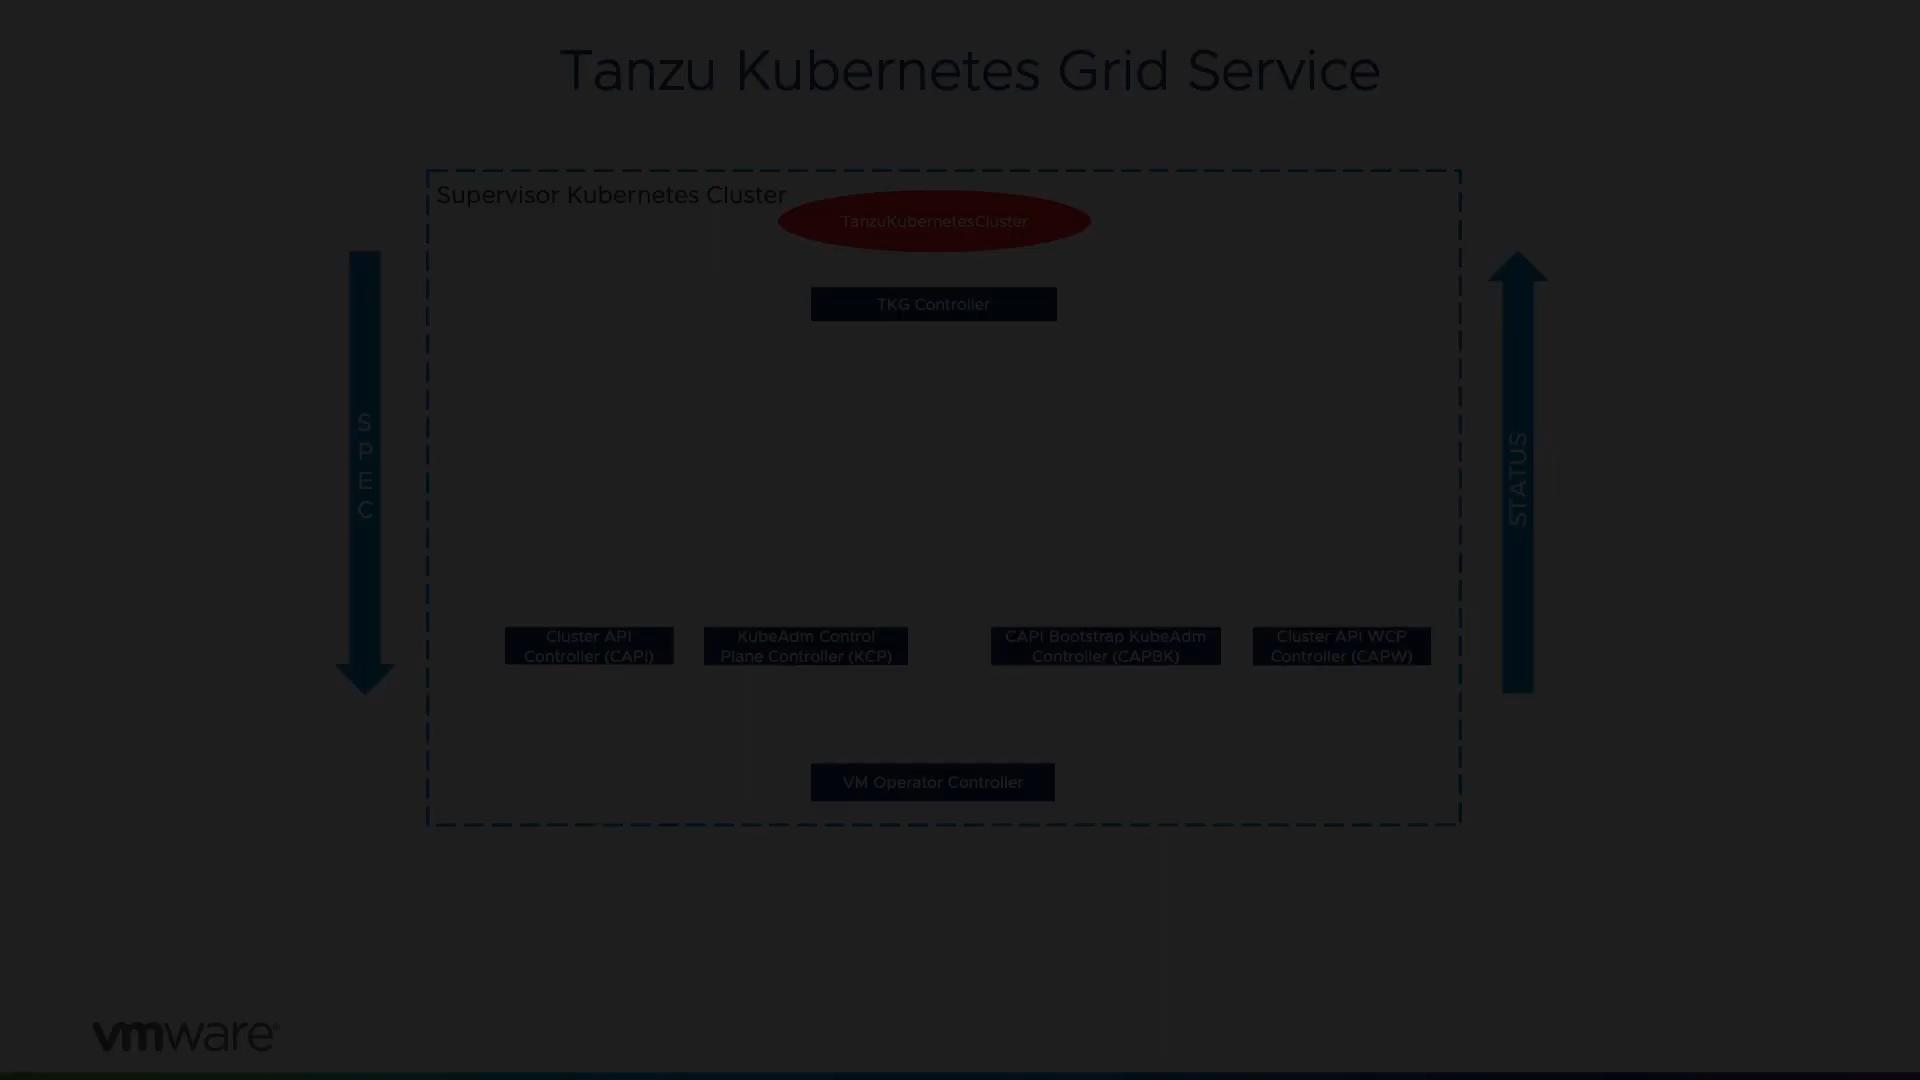 Tanzu Kubernetes Grid Service
Supervisor Kubernetes Cluster
TanzuKubernetesCluster
TKG Controller
SPEC
STATUS
Cluster API
Controller (CAPI)
KubeAdm Control
Plane Controller (KCP)
CAPI Bootstrap KubeAdm
Controller (CAPBK)
Cluster API WCP
Controller (CAPW)
VM Operator Controller
vmware®